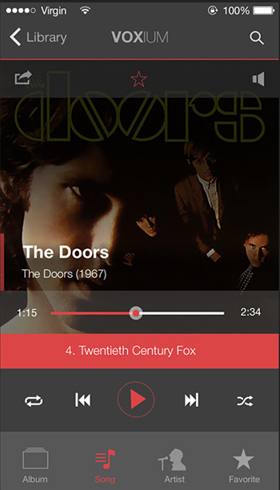 Virgin 100%
Library VOXIUM
the
doors
The Doors
The Doors (1967)
1:15 2:34
4. Twentieth Century Fox
Album Song Artist Favorite